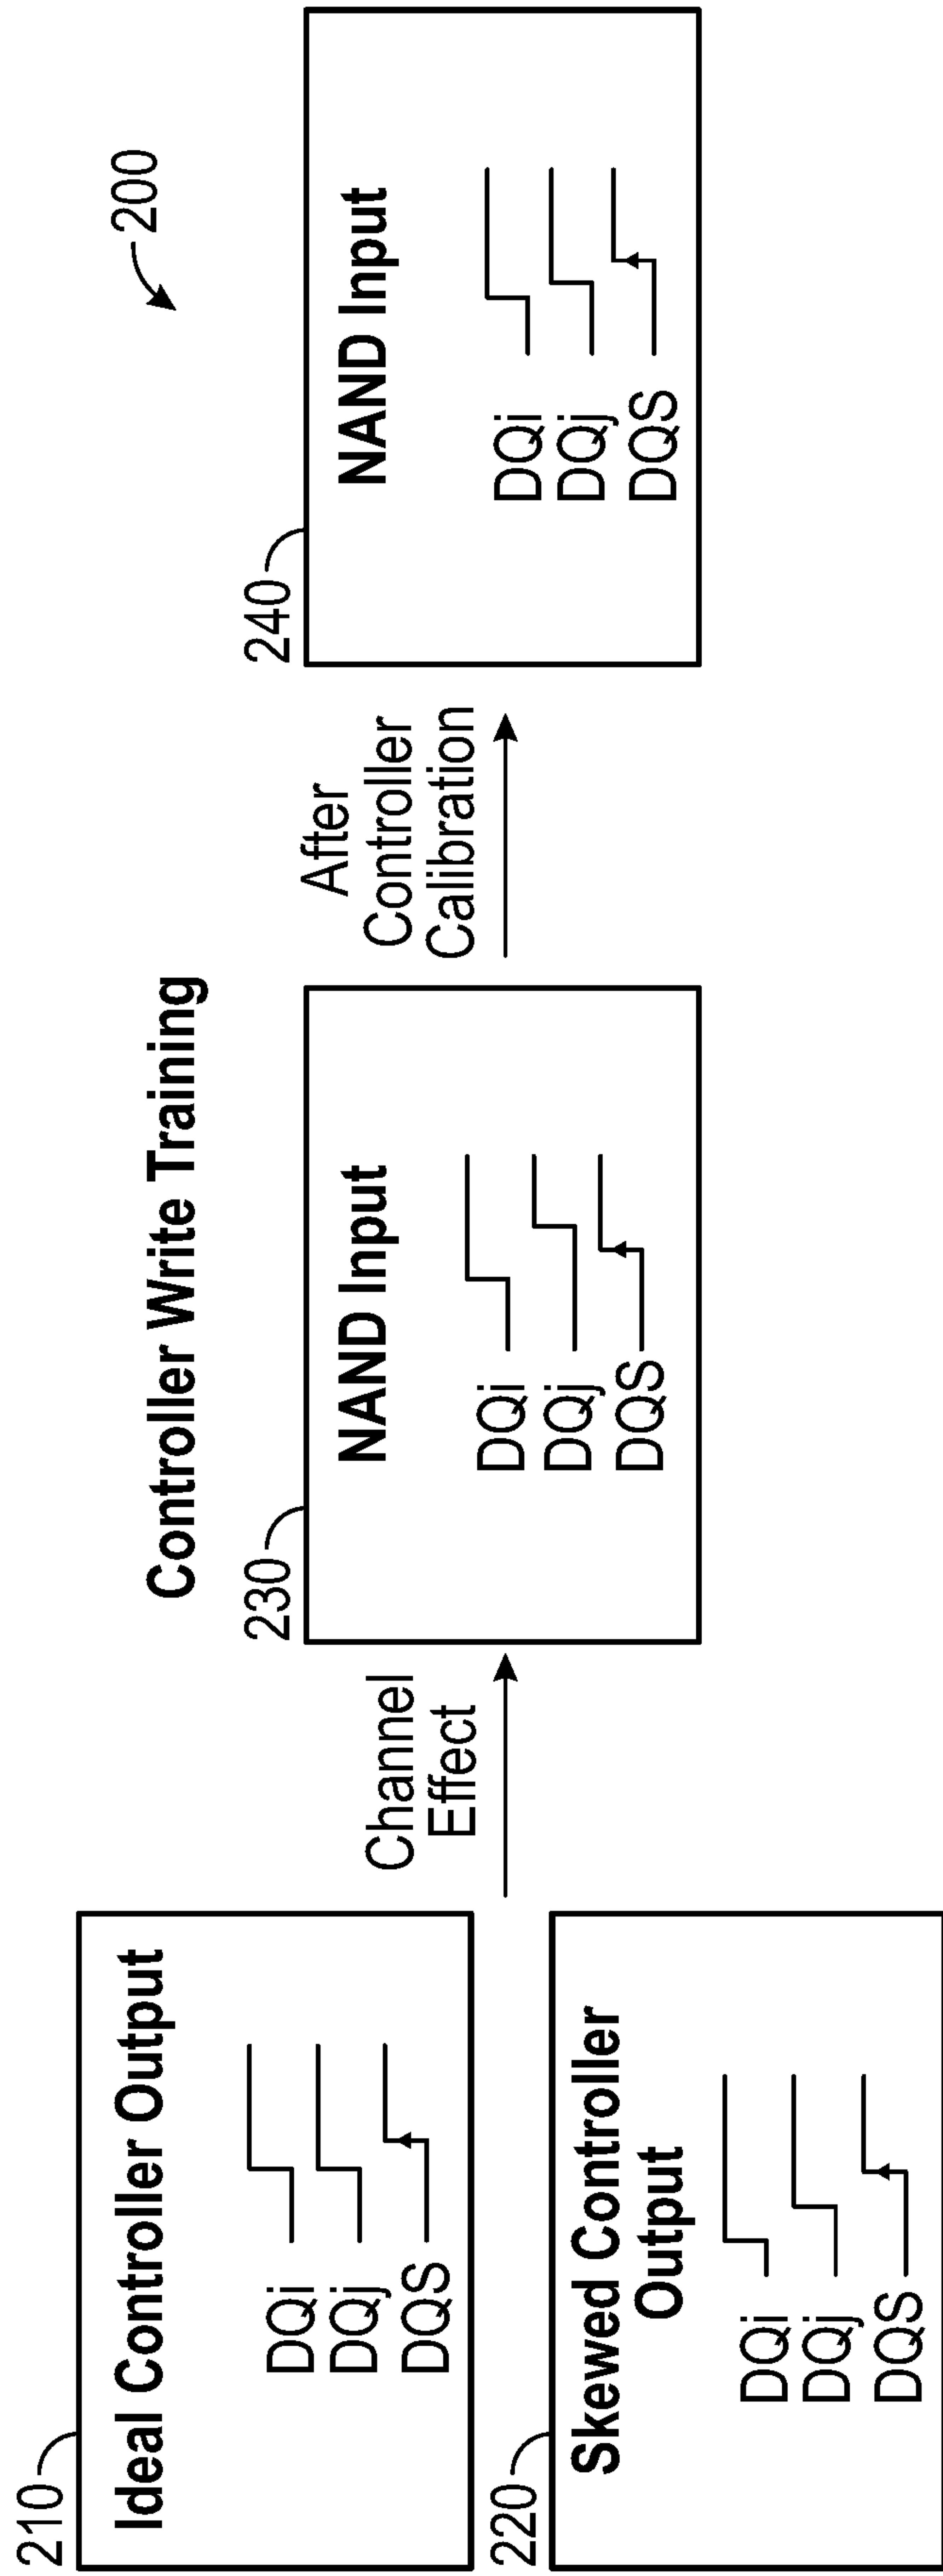 200
Controller Write Training
210
Ideal Controller Output
DQi
DQj
DQS
220
Skewed Controller
Output
DQi
DQj
DQS
Channel
Effect
230
NAND Input
DQi
DQj
DQS
After
Controller
Calibration
240
NAND Input
DQi
DQj
DQS